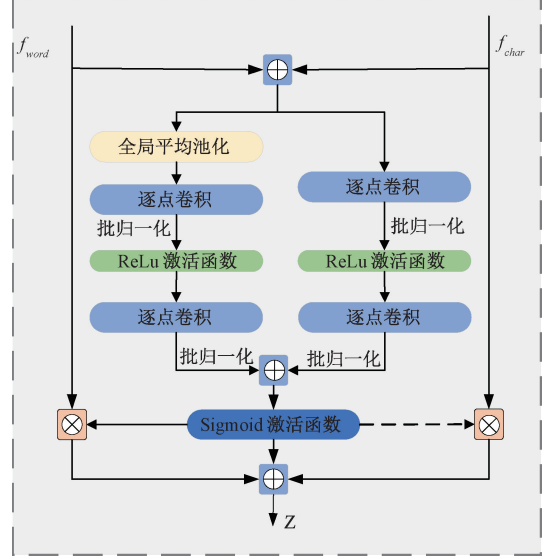 f_word
f_char
全局平均池化
逐点卷积
逐点卷积
批归一化
批归一化
ReLu 激活函数
ReLu 激活函数
逐点卷积
逐点卷积
批归一化
批归一化
Sigmoid 激活函数
Z